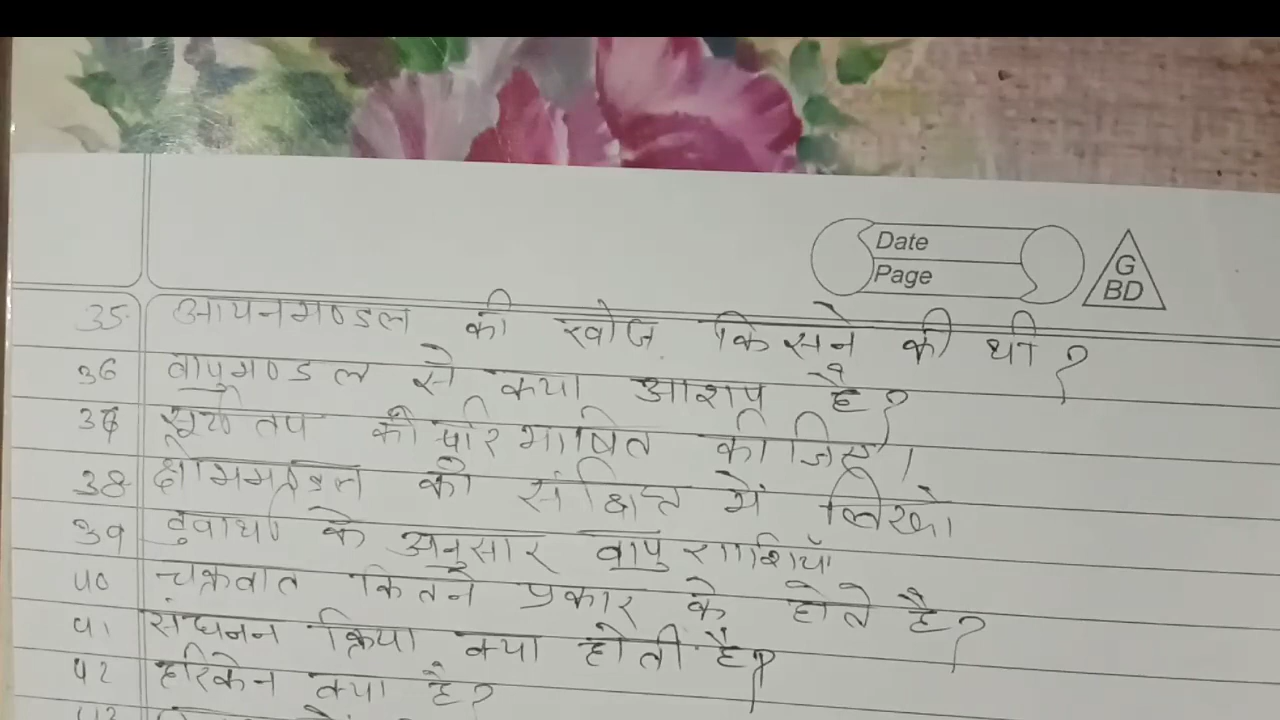 Date
Page
G
BD
35 आयनमण्डल की खोज किसने की थी ?
36 वायुमण्डल से क्या आशय है ?
37 सूर्य तप को परिभाषित कीजिए ।
38 क्षोभमण्डल को संक्षिप्त में लिखो
39 के अनुसार वायु राशियाँ
40 चक्रवात कितने प्रकार के होते है ?
41 संघनन क्रिया क्या होती है ?
42 हरिकेन क्या है ?
43